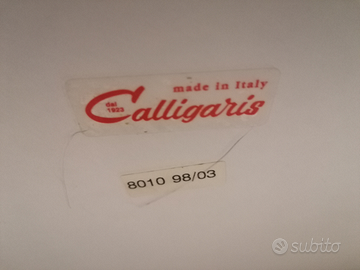 made in Italy
dal
1923
Calligaris
8010 98/03
subito